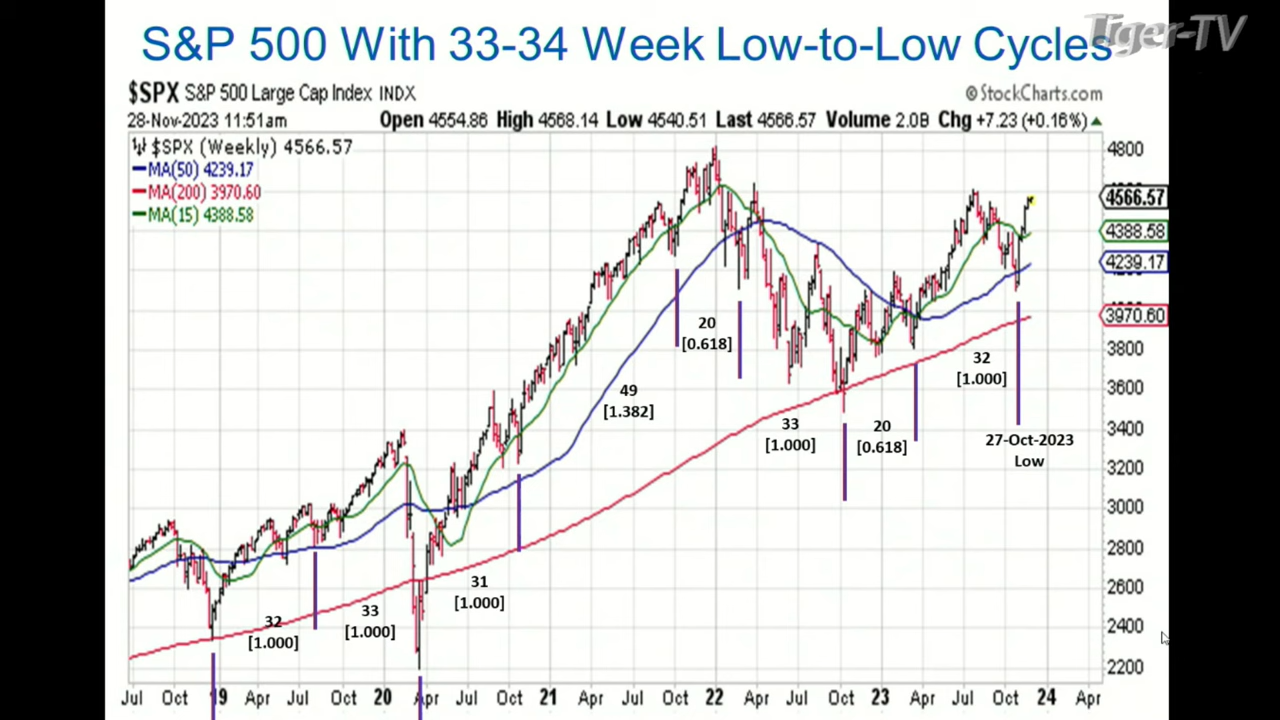 Tiger-TV
S&P 500 With 33-34 Week Low-to-Low Cycles
$SPX S&P 500 Large Cap Index INDX
© StockCharts.com
28-Nov-2023 11:51am
Open 4554.86 High 4568.14 Low 4540.51 Last 4566.57 Volume 2.0B Chg +7.23 (+0.16%)
$SPX (Weekly) 4566.57
MA(50) 4239.17
MA(200) 3970.60
MA(15) 4388.58
4800
4566.57
4388.58
4239.17
3970.60
3800
3600
3400
3200
3000
2800
2600
2400
2200
20
[0.618]
49
[1.382]
32
[1.000]
33
[1.000]
20
[0.618]
27-Oct-2023
Low
31
[1.000]
33
[1.000]
32
[1.000]
Jul Oct 19 Apr Jul Oct 20 Apr Jul Oct 21 Apr Jul Oct 22 Apr Jul Oct 23 Apr Jul Oct 24 Apr